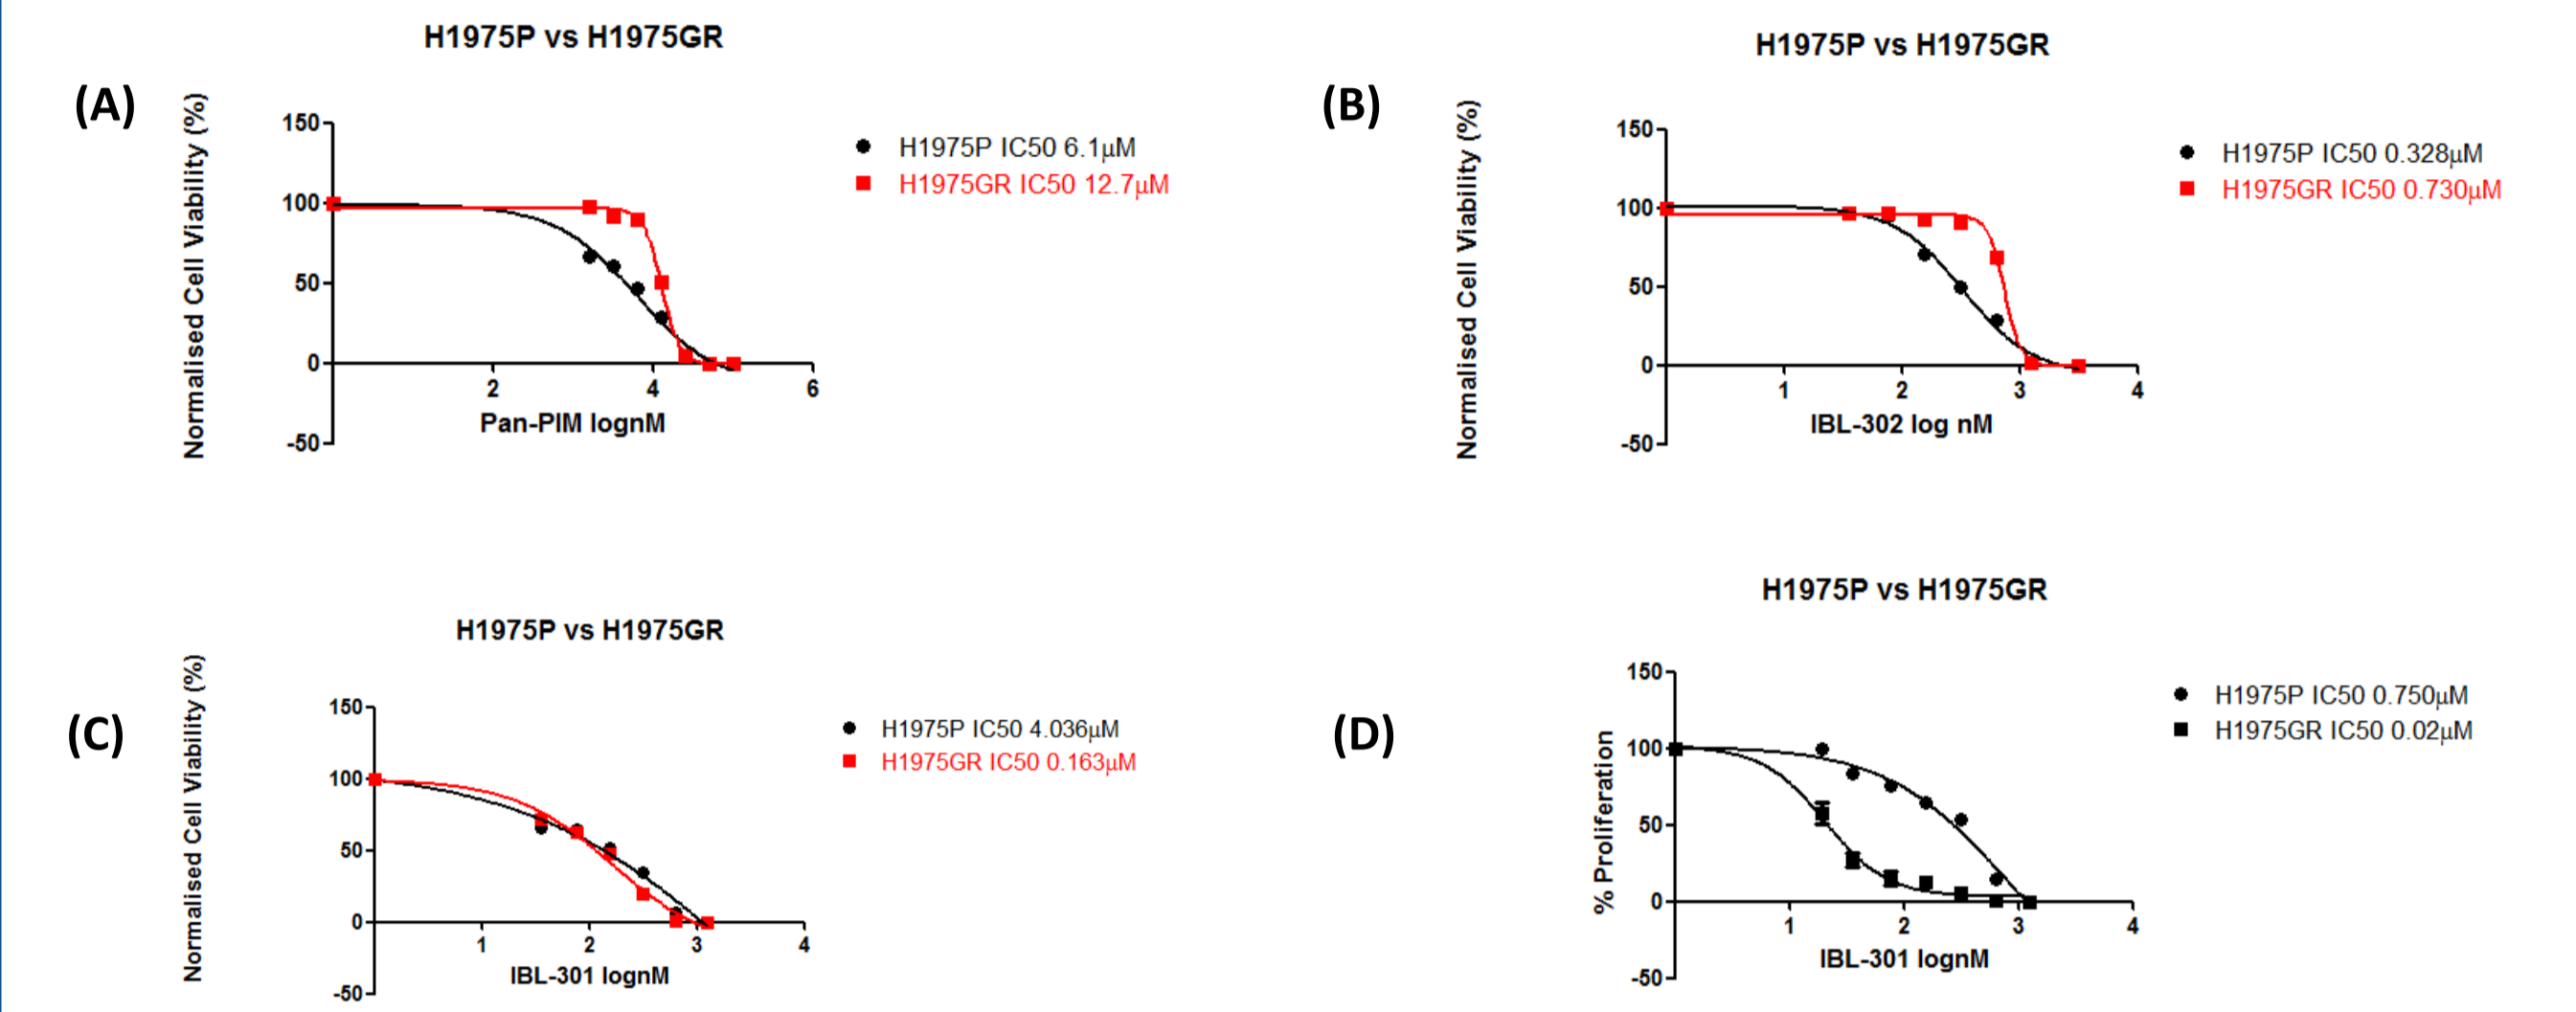 (A)
H1975P vs H1975GR
Normalised Cell Viability (%)
150
100
50
0
-50
2
4
6
Pan-PIM lognM
H1975P IC50 6.1µM
H1975GR IC50 12.7µM
(B)
H1975P vs H1975GR
Normalised Cell Viability (%)
150
100
50
0
-50
1
2
3
4
IBL-302 log nM
H1975P IC50 0.328µM
H1975GR IC50 0.730µM
(C)
H1975P vs H1975GR
Normalised Cell Viability (%)
150
100
50
0
-50
1
2
3
4
IBL-301 lognM
H1975P IC50 4.036µM
H1975GR IC50 0.163µM
(D)
H1975P vs H1975GR
% Proliferation
150
100
50
0
-50
1
2
3
4
IBL-301 lognM
H1975P IC50 0.750µM
H1975GR IC50 0.02µM